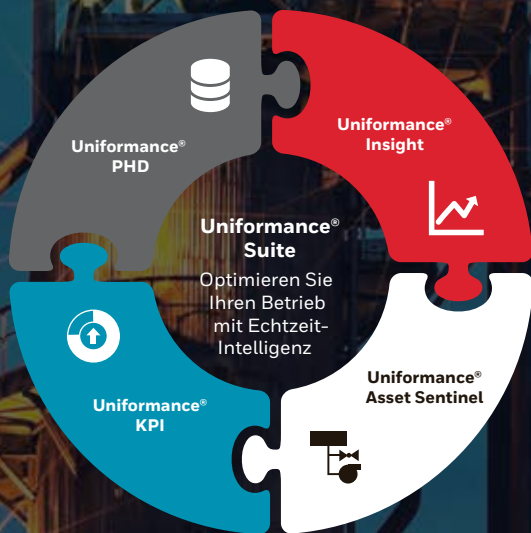 Uniformance®
PHD
Uniformance®
Insight
Uniformance®
Suite
Optimieren Sie
Ihren Betrieb
mit Echtzeit-
Intelligenz
Uniformance®
Asset Sentinel
Uniformance®
KPI